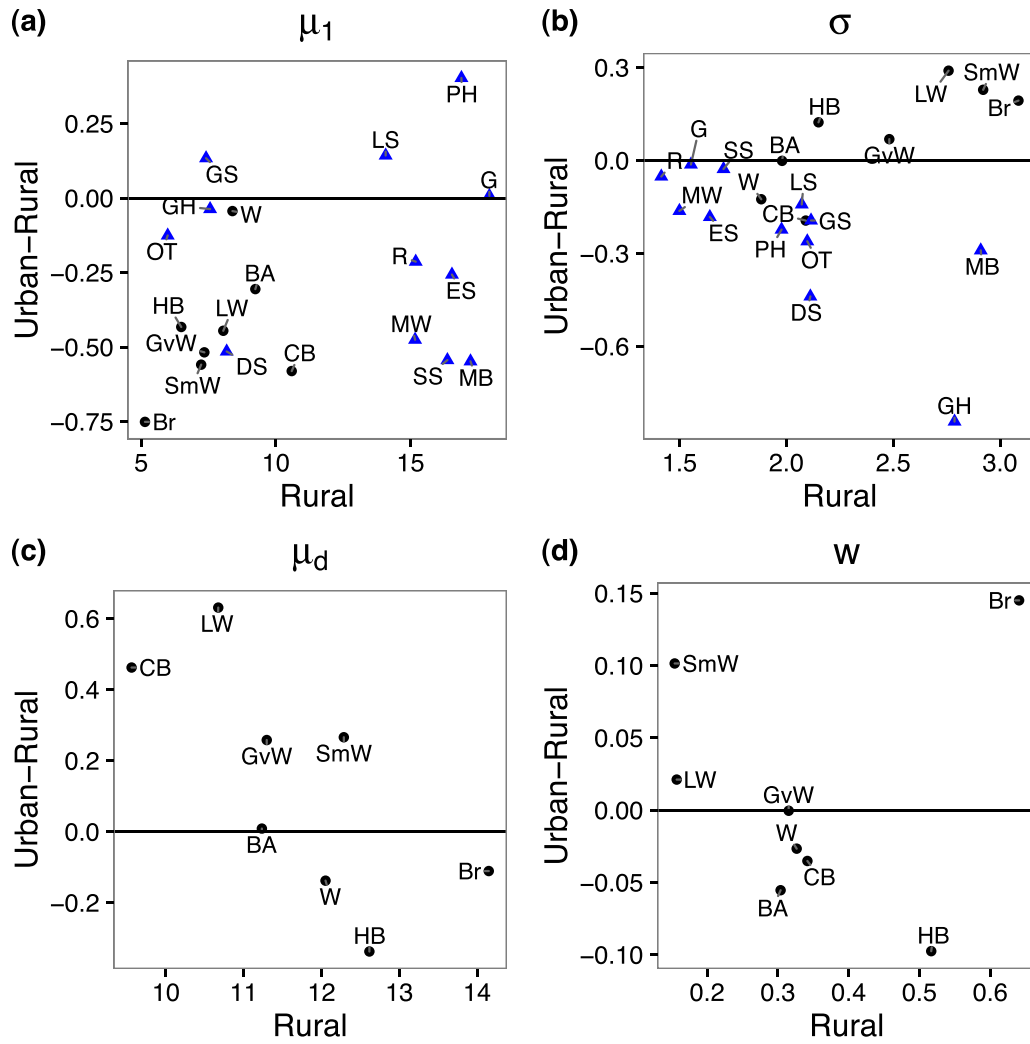 (a)
μ1
Urban−Rural
0.25
0.00
−0.25
−0.50
−0.75
PH
LS
GS
G
GH
W
OT
R
BA
ES
HB
LW
MW
GvW
DS
CB
SS
MB
SmW
Br
5
10
15
Rural
(b)
σ
Urban−Rural
0.3
0.0
−0.3
−0.6
SmW
LW
Br
HB
G
BA
GvW
R
SS
W
LS
MW
CB
GS
ES
PH
OT
MB
DS
GH
1.5
2.0
2.5
3.0
Rural
(c)
μd
Urban−Rural
0.6
0.4
0.2
0.0
−0.2
LW
CB
GvW
SmW
BA
Br
W
HB
10
11
12
13
14
Rural
(d)
w
Urban−Rural
0.15
0.10
0.05
0.00
−0.05
−0.10
Br
SmW
LW
GvW
W
CB
BA
HB
0.2
0.3
0.4
0.5
0.6
Rural